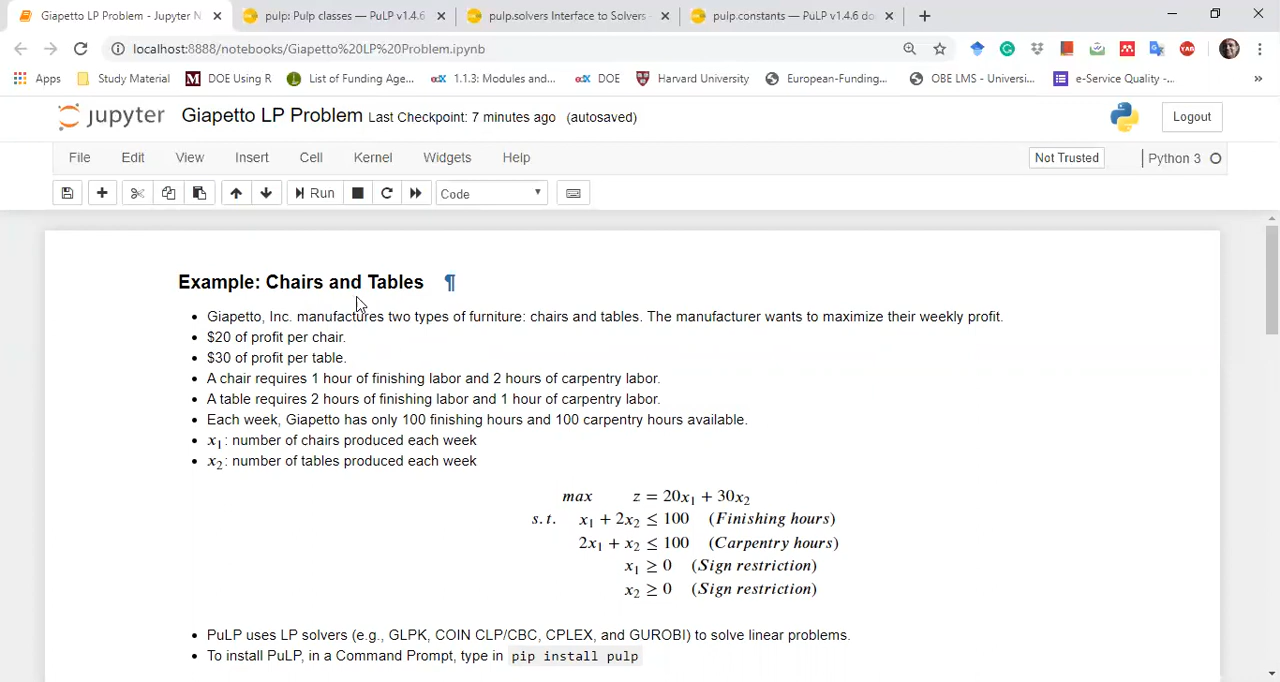 Giapetto LP Problem - Jupyter N
pulp: Pulp classes — PuLP v1.4.6
pulp.solvers Interface to Solvers -
pulp.constants — PuLP v1.4.6 do
localhost:8888/notebooks/Giapetto%20LP%20Problem.ipynb
Apps Study Material DOE Using R List of Funding Age... 1.1.3: Modules and... DOE Harvard University European-Funding... OBE LMS - Universi... e-Service Quality -... »
jupyter Giapetto LP Problem Last Checkpoint: 7 minutes ago (autosaved) Logout
File Edit View Insert Cell Kernel Widgets Help Not Trusted Python 3
Run Code
Example: Chairs and Tables ¶
• Giapetto, Inc. manufactures two types of furniture: chairs and tables. The manufacturer wants to maximize their weekly profit.
• $20 of profit per chair.
• $30 of profit per table.
• A chair requires 1 hour of finishing labor and 2 hours of carpentry labor.
• A table requires 2 hours of finishing labor and 1 hour of carpentry labor.
• Each week, Giapetto has only 100 finishing hours and 100 carpentry hours available.
• x₁: number of chairs produced each week
• x₂: number of tables produced each week
max z = 20x₁ + 30x₂
s.t. x₁ + 2x₂ ≤ 100 (Finishing hours)
2x₁ + x₂ ≤ 100 (Carpentry hours)
x₁ ≥ 0 (Sign restriction)
x₂ ≥ 0 (Sign restriction)
• PuLP uses LP solvers (e.g., GLPK, COIN CLP/CBC, CPLEX, and GUROBI) to solve linear problems.
• To install PuLP, in a Command Prompt, type in pip install pulp